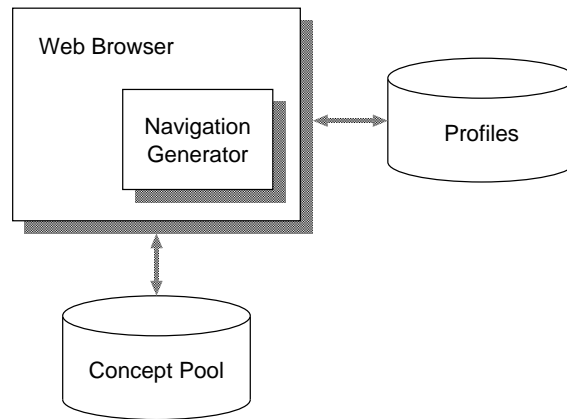 Web Browser
Navigation
Generator
Profiles
Concept Pool